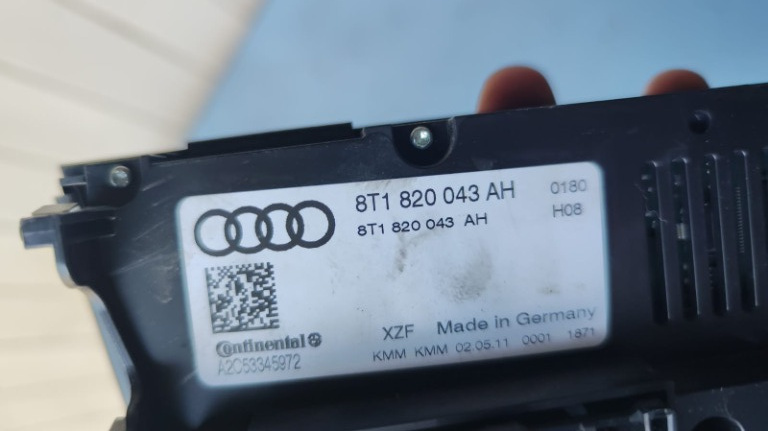 8T1 820 043 AH 0180
8T1 820 043 AH H08
Continental XZF Made in Germany
A2C53345972 KMM KMM 02.05.11 0001 1871